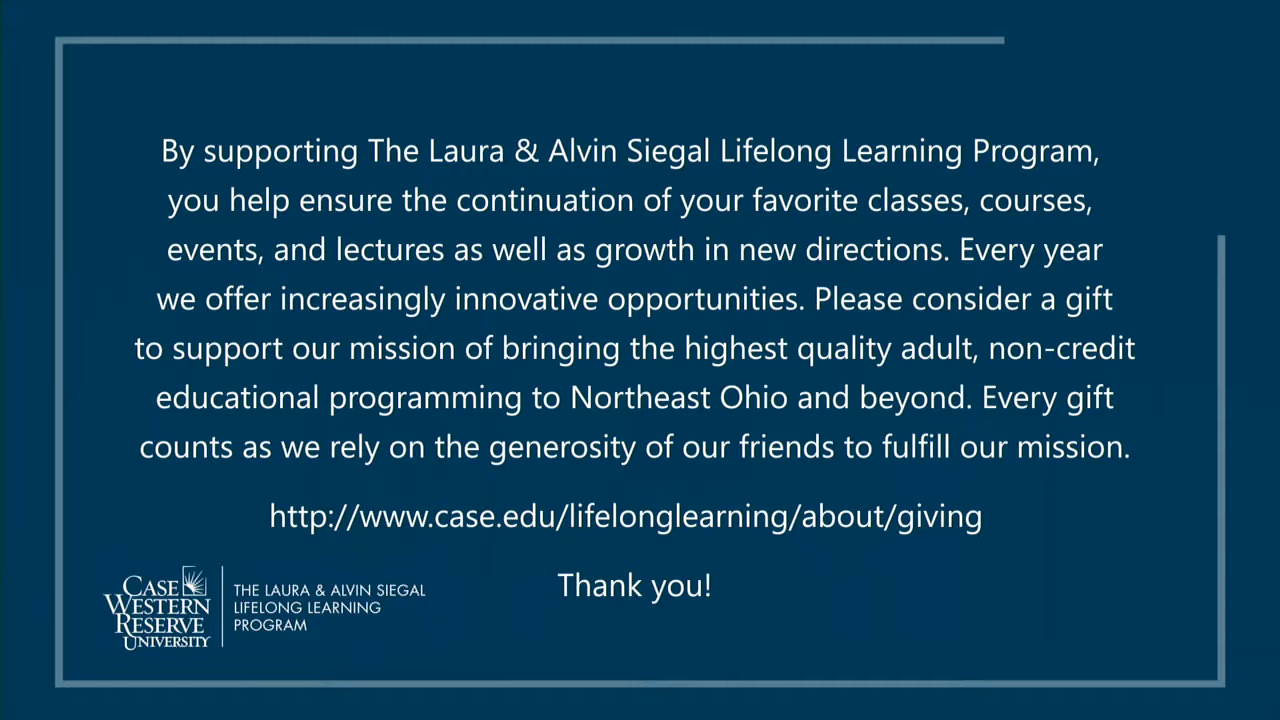 By supporting The Laura & Alvin Siegal Lifelong Learning Program,
you help ensure the continuation of your favorite classes, courses,
events, and lectures as well as growth in new directions. Every year
we offer increasingly innovative opportunities. Please consider a gift
to support our mission of bringing the highest quality adult, non-credit
educational programming to Northeast Ohio and beyond. Every gift
counts as we rely on the generosity of our friends to fulfill our mission.
http://www.case.edu/lifelonglearning/about/giving
Thank you!
CASE
WESTERN
RESERVE
UNIVERSITY
THE LAURA & ALVIN SIEGAL
LIFELONG LEARNING
PROGRAM